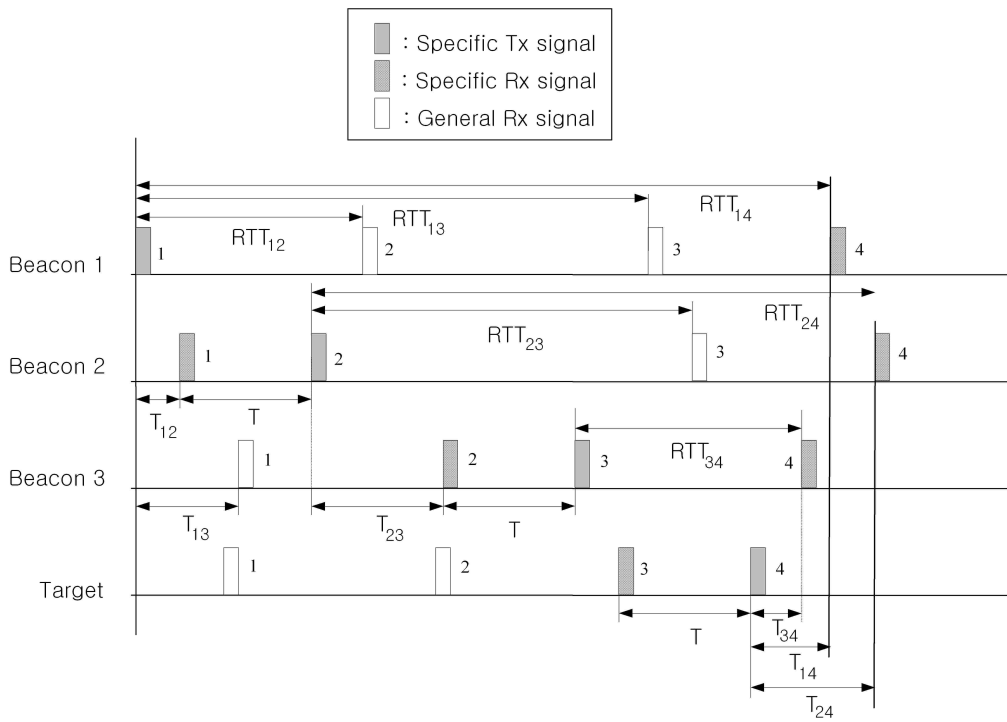 : Specific Tx signal
: Specific Rx signal
: General Rx signal
RTT14
RTT13
RTT12
Beacon 1
1
2
3
4
RTT24
RTT23
Beacon 2
1
2
3
4
T12
T
RTT34
Beacon 3
1
2
3
4
T13
T23
T
Target
1
2
3
4
T
T34
T14
T24